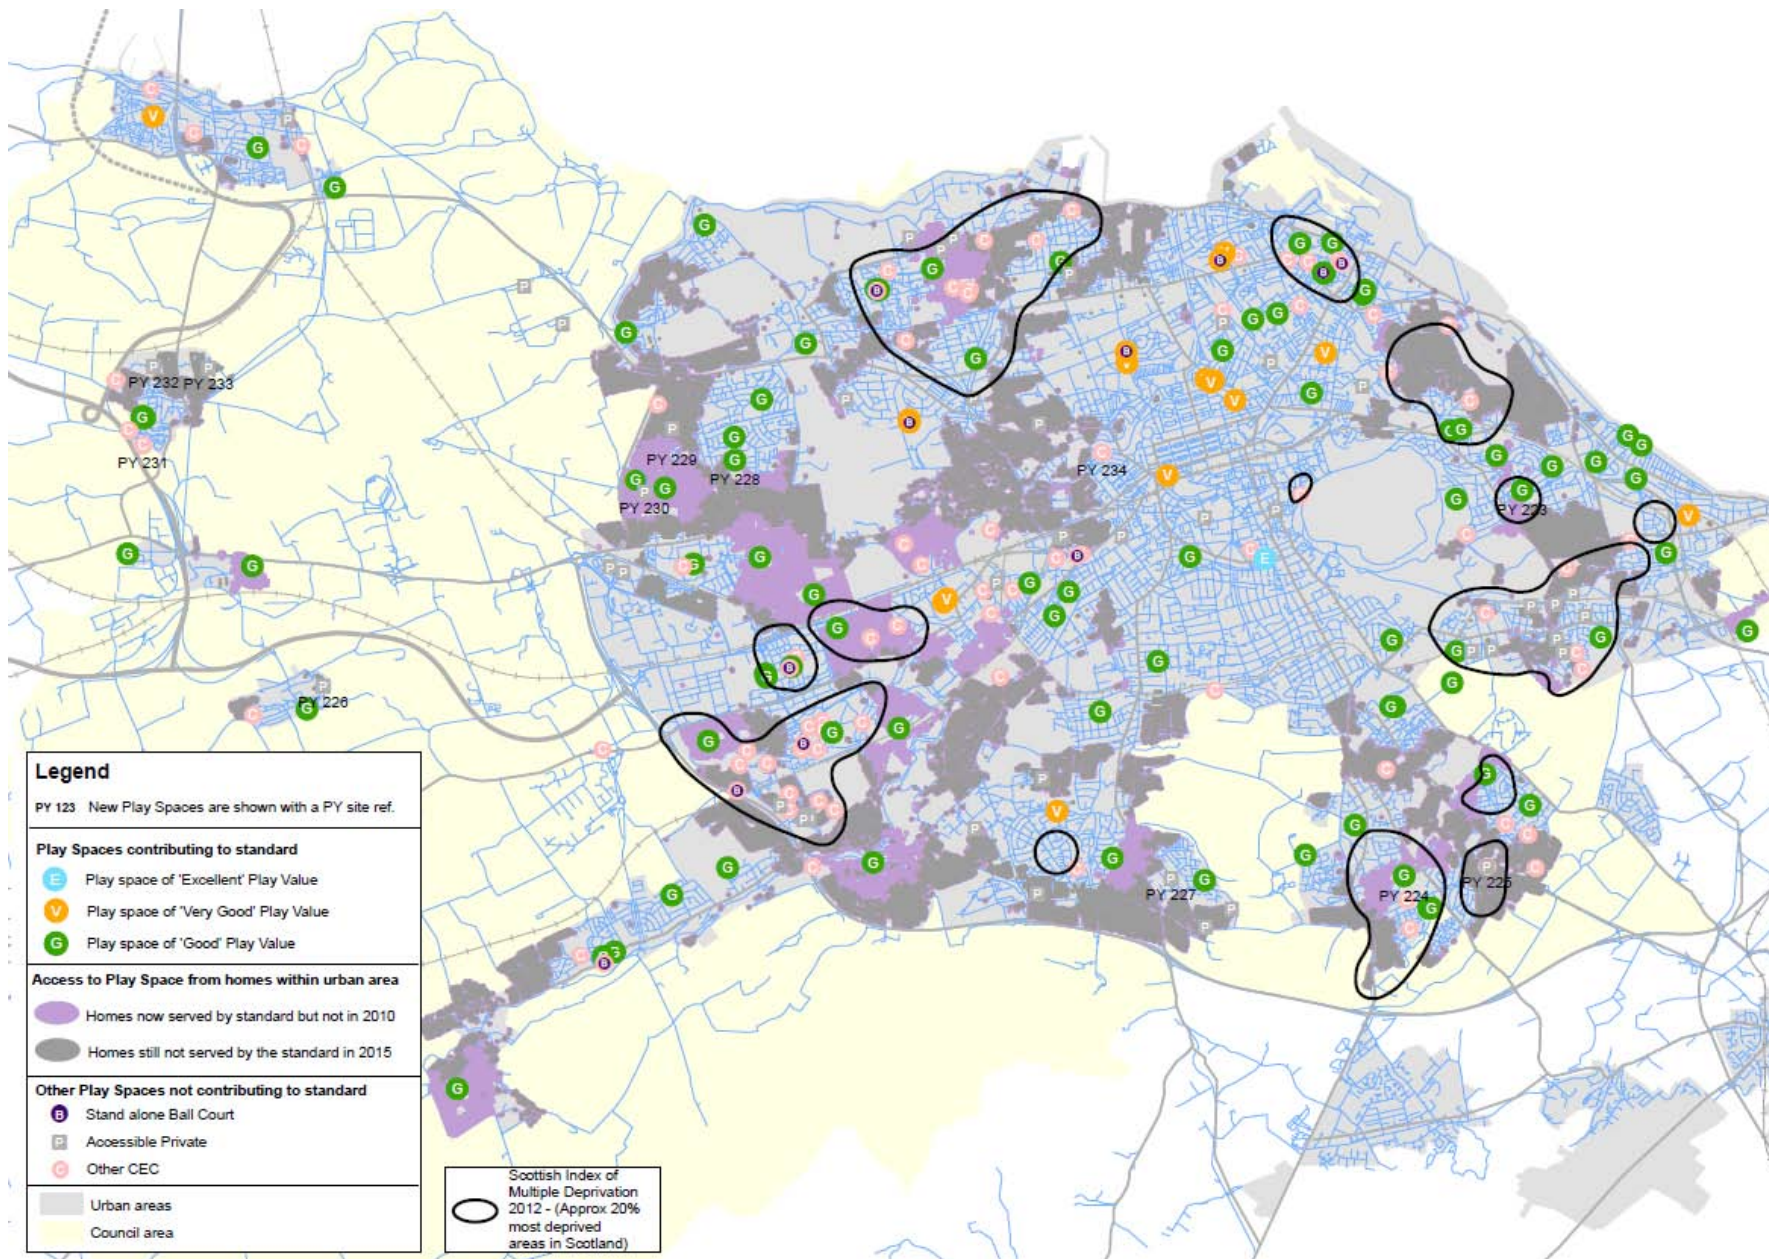 PY 232 PY 233
PY 231
PY 229
PY 228
PY 230
PY 234
PY 223
PY 226
PY 227
PY 224
PY 225
Legend
PY 123 New Play Spaces are shown with a PY site ref.
Play Spaces contributing to standard
E Play space of 'Excellent' Play Value
V Play space of 'Very Good' Play Value
G Play space of 'Good' Play Value
Access to Play Space from homes within urban area
Homes now served by standard but not in 2010
Homes still not served by the standard in 2015
Other Play Spaces not contributing to standard
B Stand alone Ball Court
P Accessible Private
C Other CEC
Urban areas
Council area
Scottish Index of
Multiple Deprivation
2012 - (Approx 20%
most deprived
areas in Scotland)